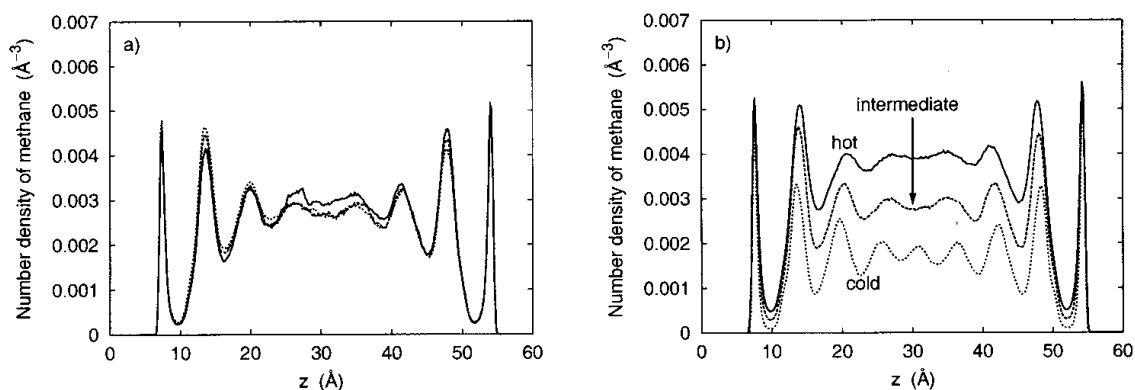 a)
Number density of methane (Å⁻³)
0.007
0.006
0.005
0.004
0.003
0.002
0.001
0
0 10 20 30 40 50 60
z (Å)
b)
Number density of methane (Å⁻³)
0.007
0.006
0.005
0.004
0.003
0.002
0.001
0
intermediate
hot
cold
0 10 20 30 40 50 60
z (Å)